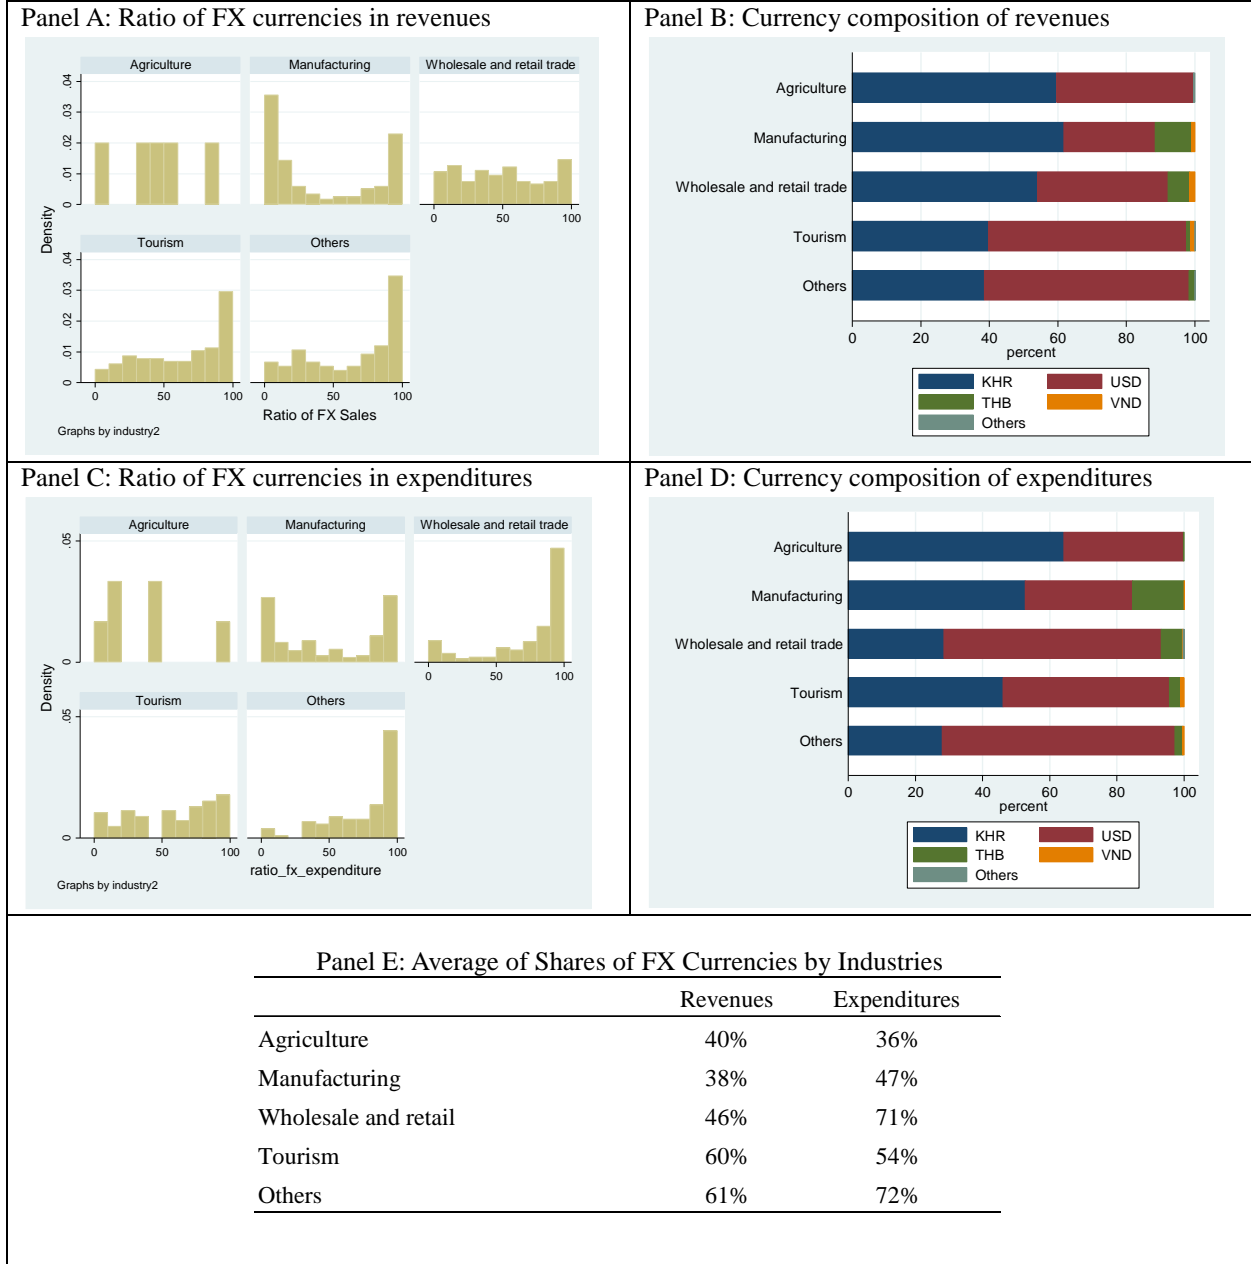 Panel A: Ratio of FX currencies in revenues
Agriculture
Manufacturing
Wholesale and retail trade
.04
.03
.02
.01
0
0 50 100
Tourism
Others
.04
.03
.02
.01
0
0 50 100
0 50 100
Density
Ratio of FX Sales
Graphs by industry2
Panel B: Currency composition of revenues
Agriculture
Manufacturing
Wholesale and retail trade
Tourism
Others
0 20 40 60 80 100
percent
KHR USD
THB VND
Others
Panel C: Ratio of FX currencies in expenditures
Agriculture
Manufacturing
Wholesale and retail trade
.05
0
0 50 100
Tourism
Others
.05
0
0 50 100
0 50 100
Density
ratio_fx_expenditure
Graphs by industry2
Panel D: Currency composition of expenditures
Agriculture
Manufacturing
Wholesale and retail trade
Tourism
Others
0 20 40 60 80 100
percent
KHR USD
THB VND
Others
Panel E: Average of Shares of FX Currencies by Industries
Revenues Expenditures
Agriculture 40% 36%
Manufacturing 38% 47%
Wholesale and retail 46% 71%
Tourism 60% 54%
Others 61% 72%